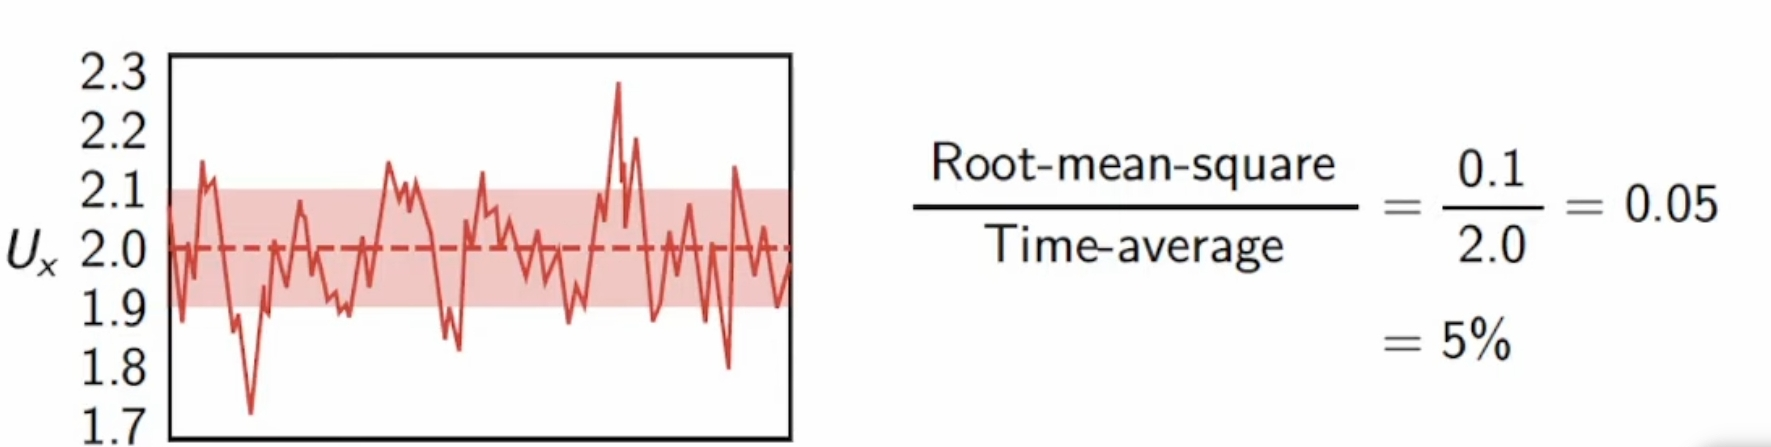 2.3
2.2
2.1
U_x 2.0
1.9
1.8
1.7
Root-mean-square
Time-average
= 0.1 / 2.0 = 0.05
= 5%